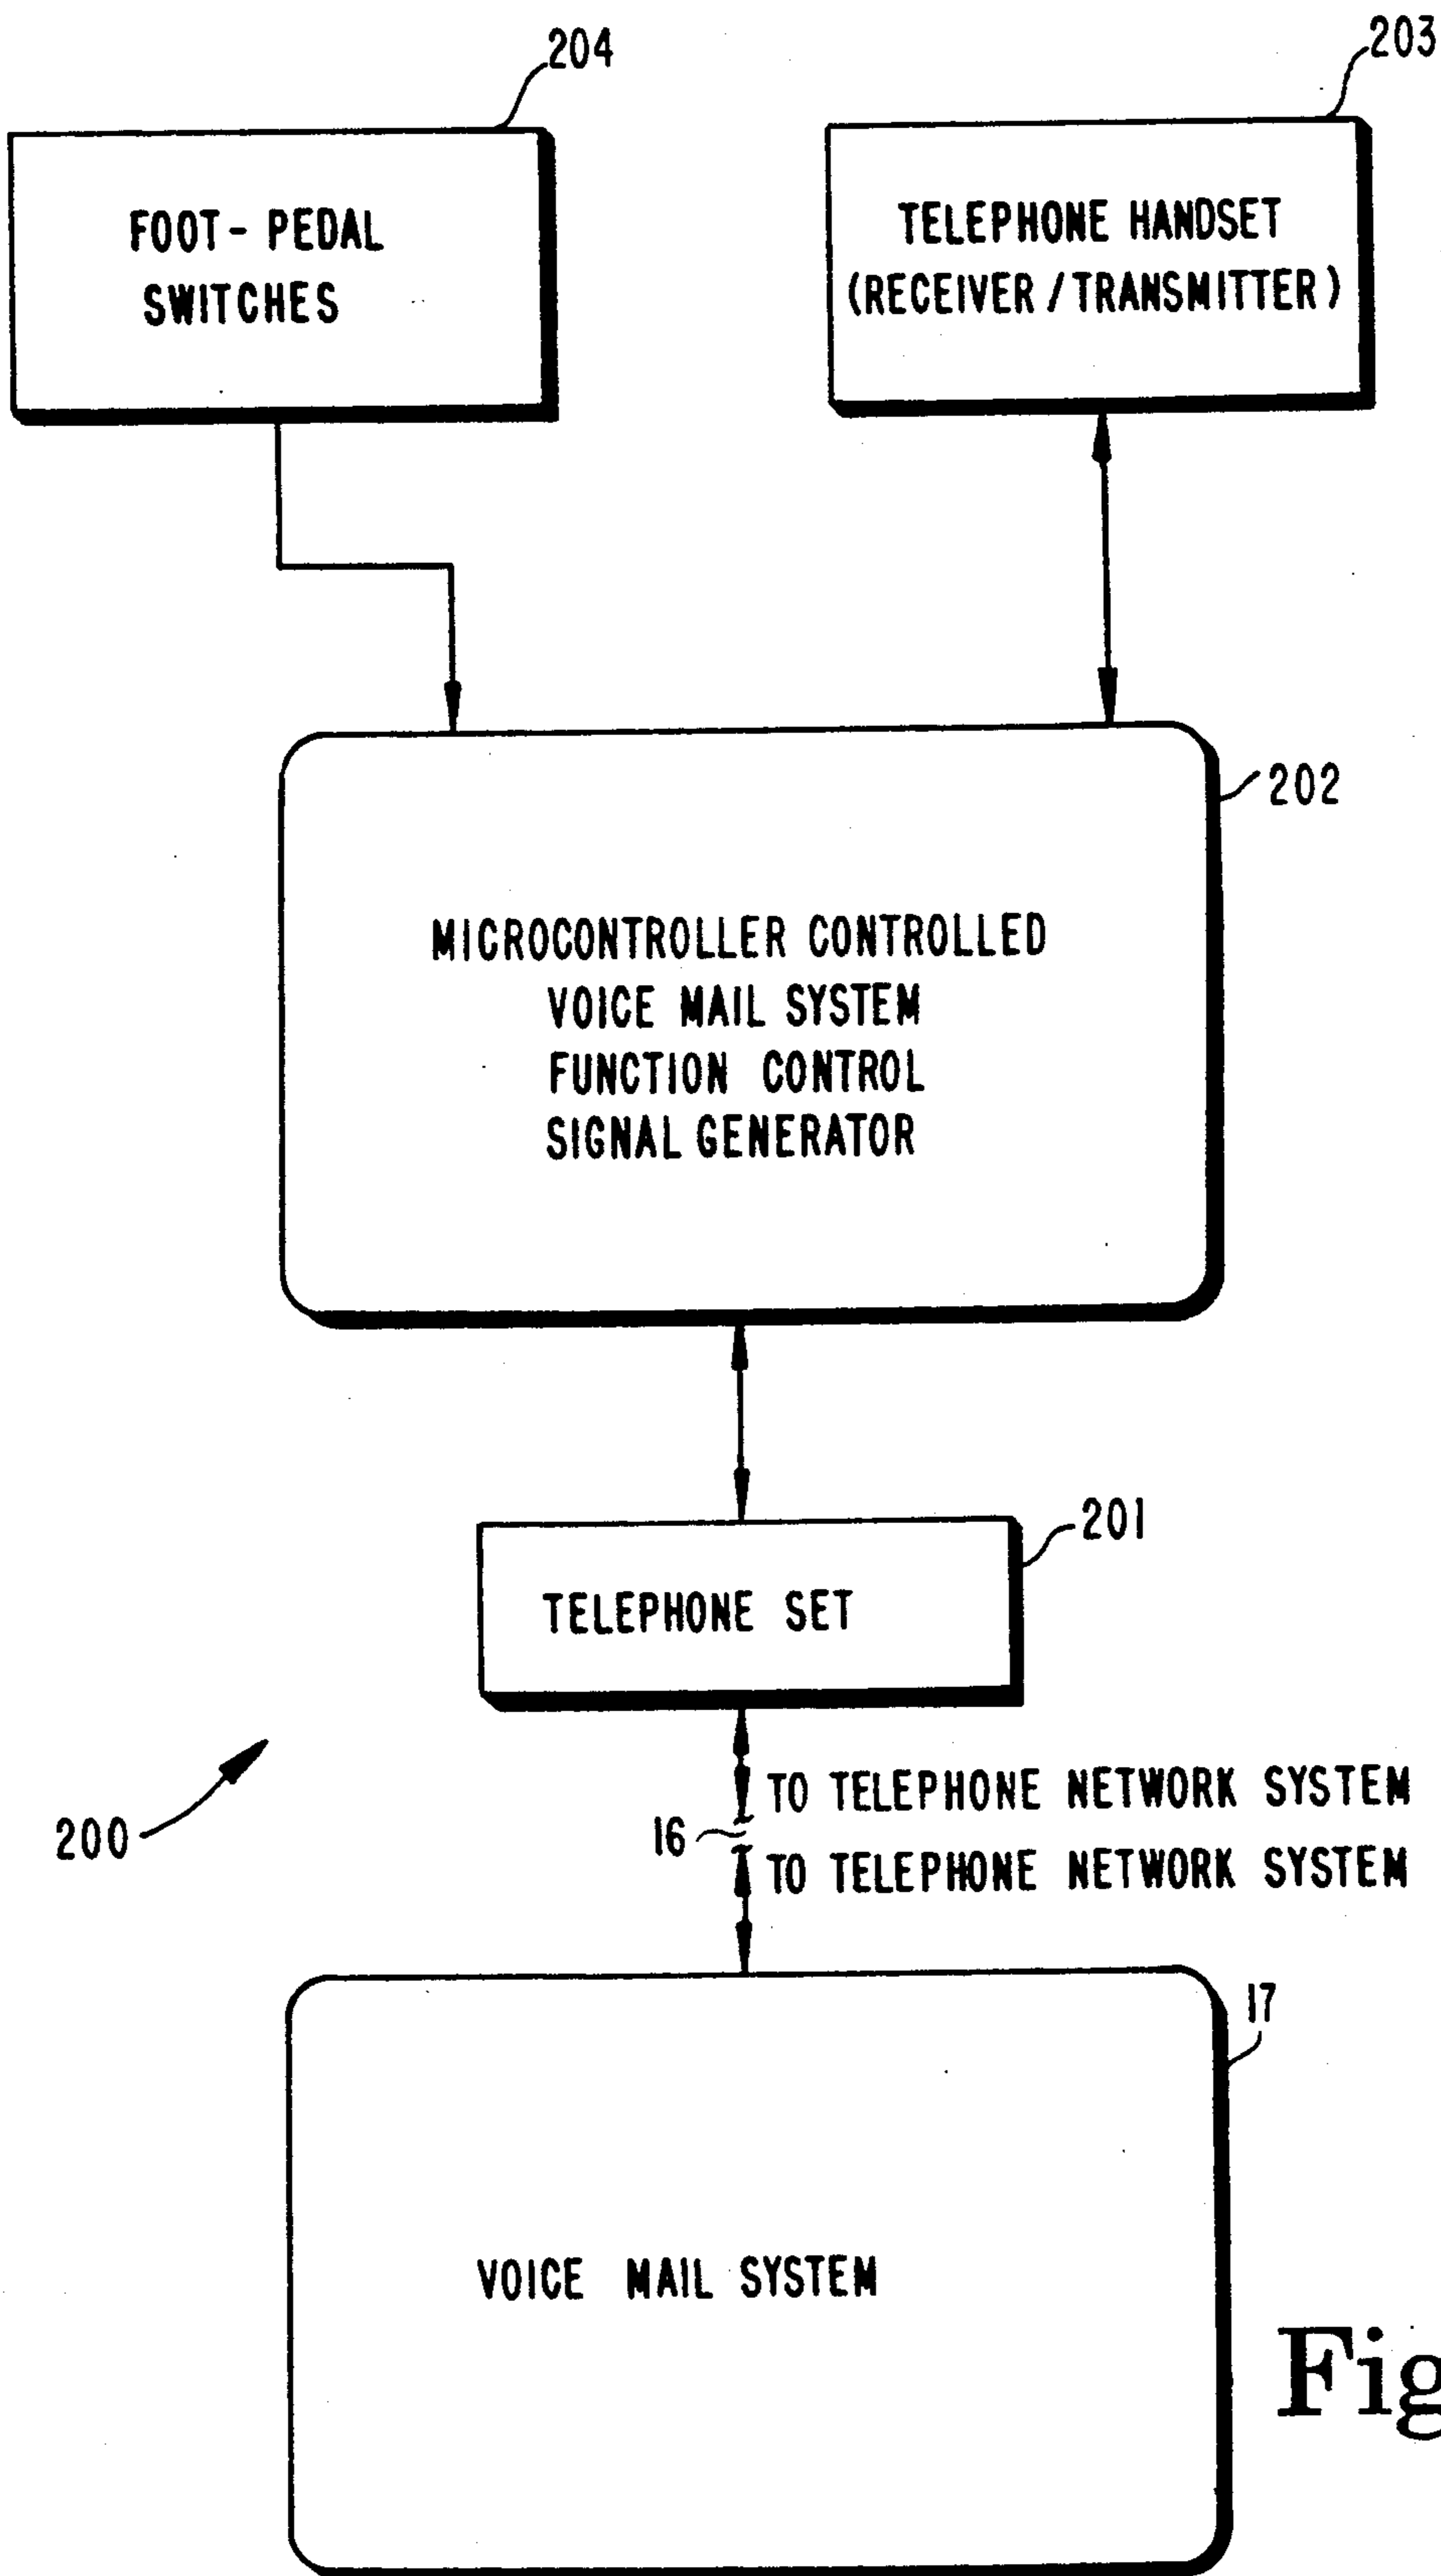 204
203
FOOT-PEDAL
SWITCHES
TELEPHONE HANDSET
(RECEIVER/TRANSMITTER)
202
MICROCONTROLLER CONTROLLED
VOICE MAIL SYSTEM
FUNCTION CONTROL
SIGNAL GENERATOR
201
TELEPHONE SET
TO TELEPHONE NETWORK SYSTEM
200
16
TO TELEPHONE NETWORK SYSTEM
17
VOICE MAIL SYSTEM
Fig